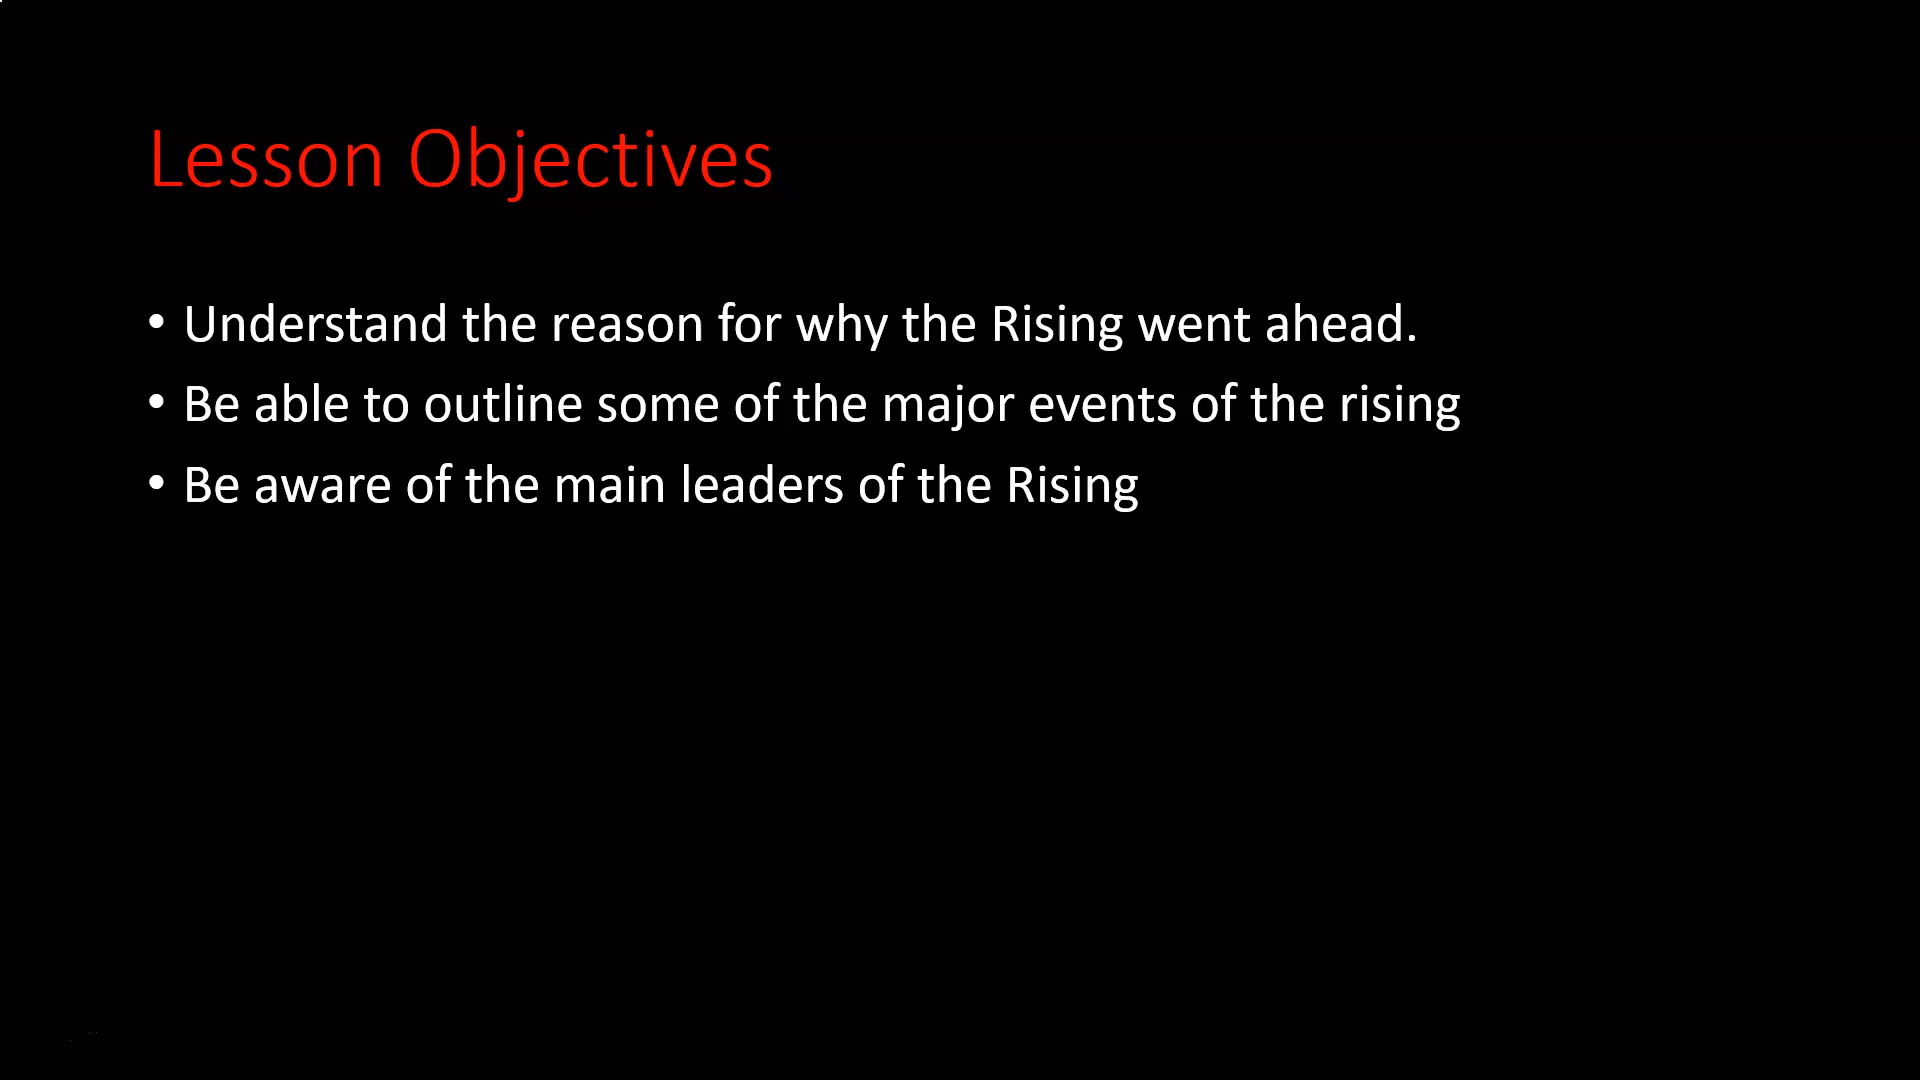 Lesson Objectives
• Understand the reason for why the Rising went ahead.
• Be able to outline some of the major events of the rising
• Be aware of the main leaders of the Rising